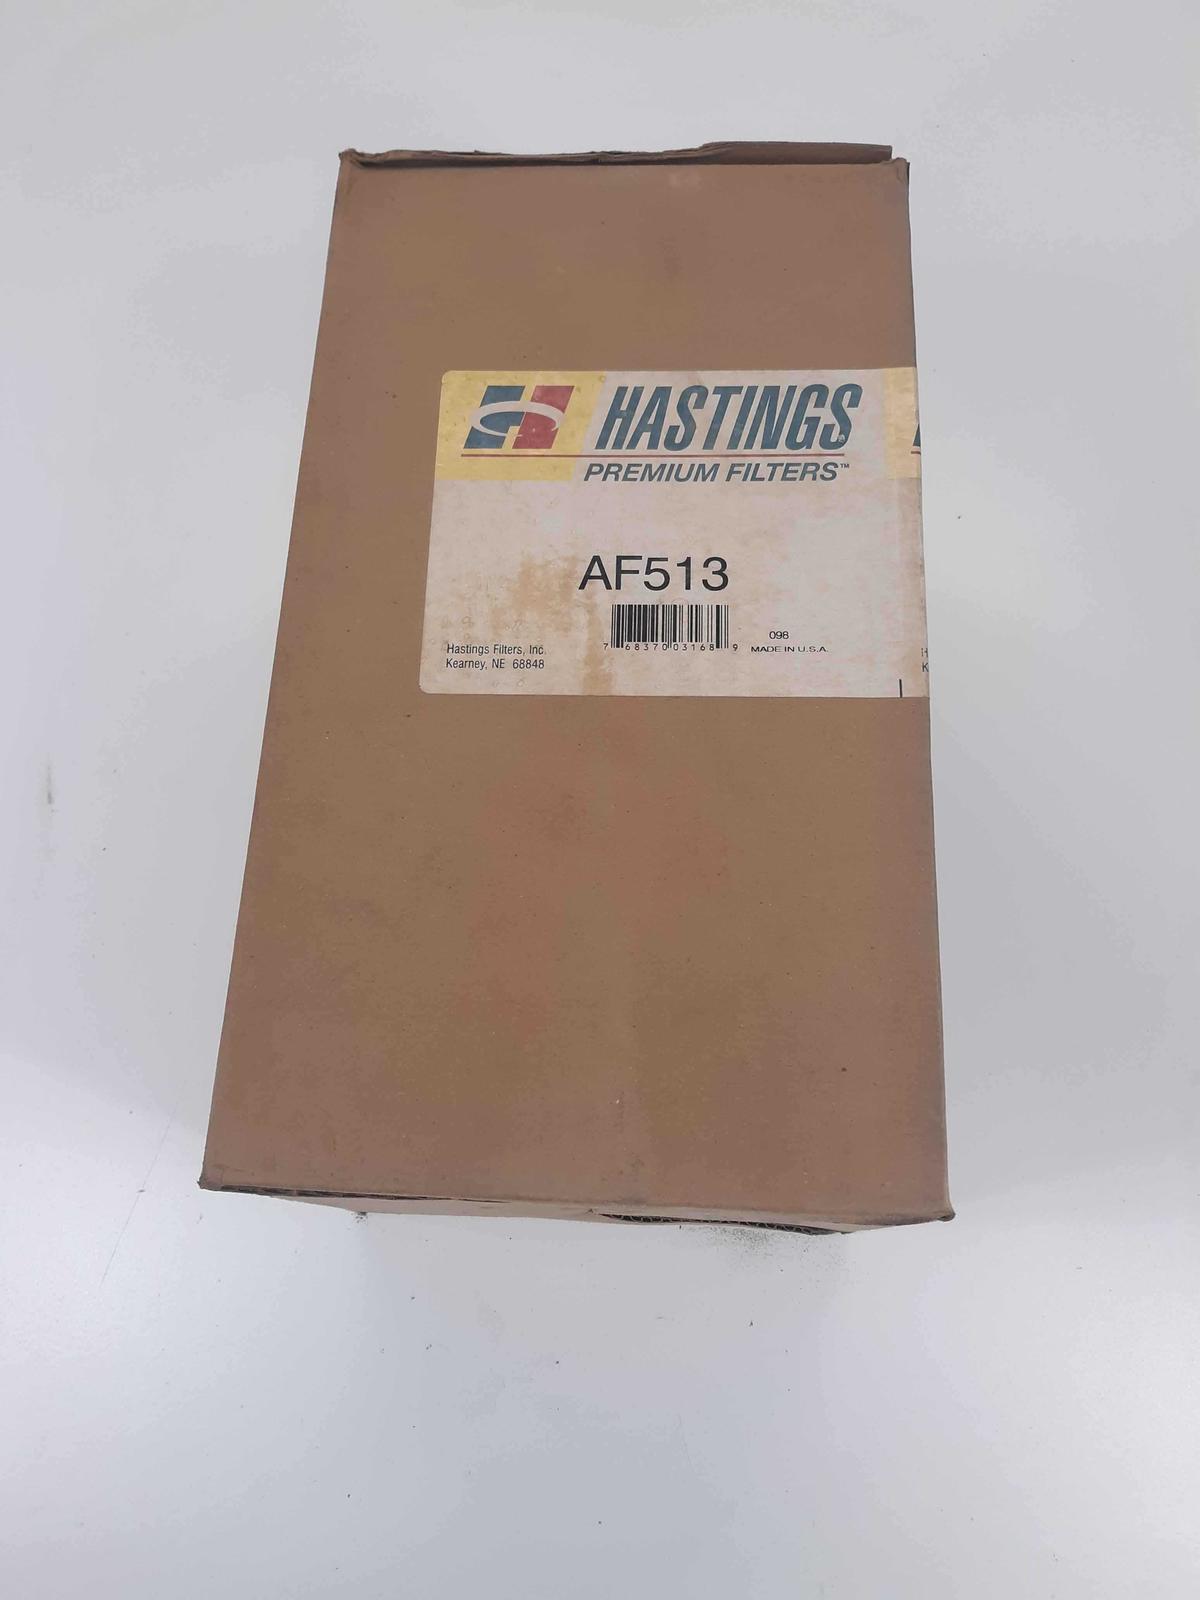 HASTINGS
PREMIUM FILTERS™
AF513
7 68370 03168 9
098
MADE IN U.S.A.
Hastings Filters, Inc.
Kearney, NE 68848